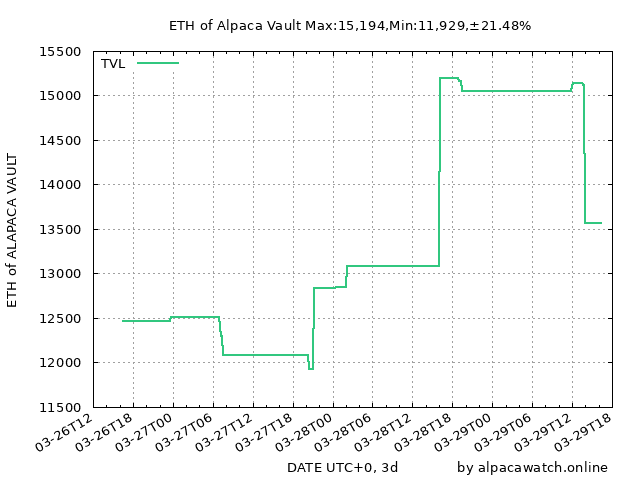 ETH of Alpaca Vault Max:15,194,Min:11,929,±21.48%
TVL
15500
15000
14500
14000
13500
13000
12500
12000
11500
ETH of ALAPACA VAULT
03-26T12
03-26T18
03-27T00
03-27T06
03-27T12
03-27T18
03-28T00
03-28T06
03-28T12
03-28T18
03-29T00
03-29T06
03-29T12
03-29T18
DATE UTC+0, 3d
by alpacawatch.online